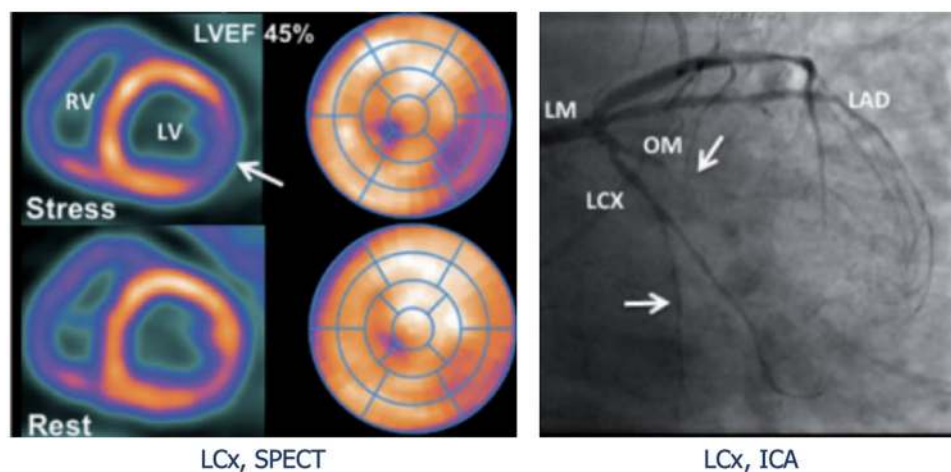 LVEF 45%
RV
LV
Stress
Rest
LM
LAD
OM
LCX
LCx, SPECT
LCx, ICA